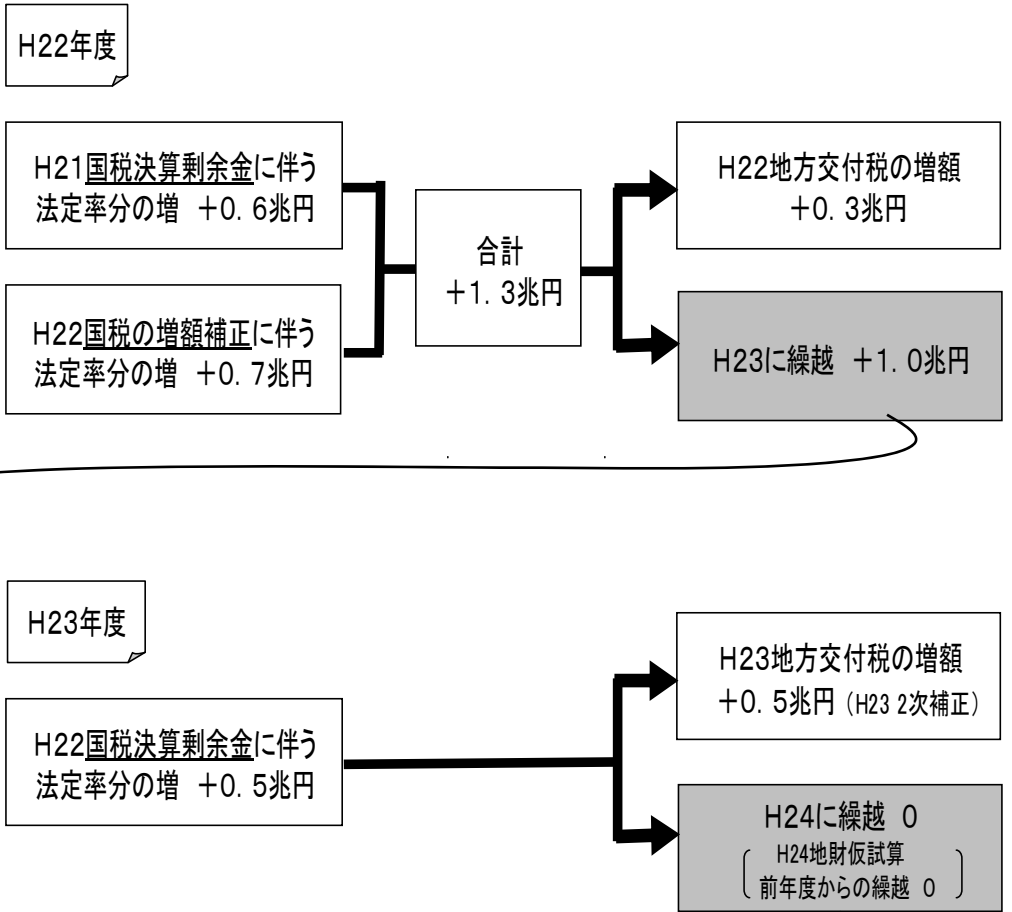 H22年度
H21国税決算剰余金に伴う
法定率分の増 +0.6兆円
H22国税の増額補正に伴う
法定率分の増 +0.7兆円
合計
+1.3兆円
H22地方交付税の増額
+0.3兆円
H23に繰越 +1.0兆円
H23年度
H22国税決算剰余金に伴う
法定率分の増 +0.5兆円
H23地方交付税の増額
+0.5兆円(H23 2次補正)
H24に繰越 0
H24地財仮試算
前年度からの繰越 0